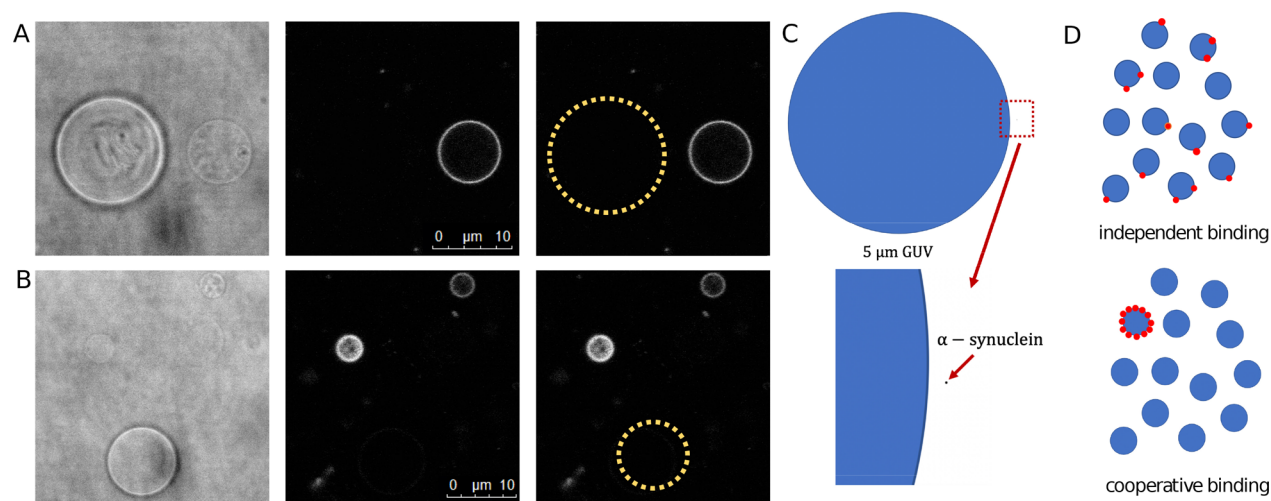 A
0 µm 10
B
0 µm 10
C
5 µm GUV
α − synuclein
D
independent binding
cooperative binding